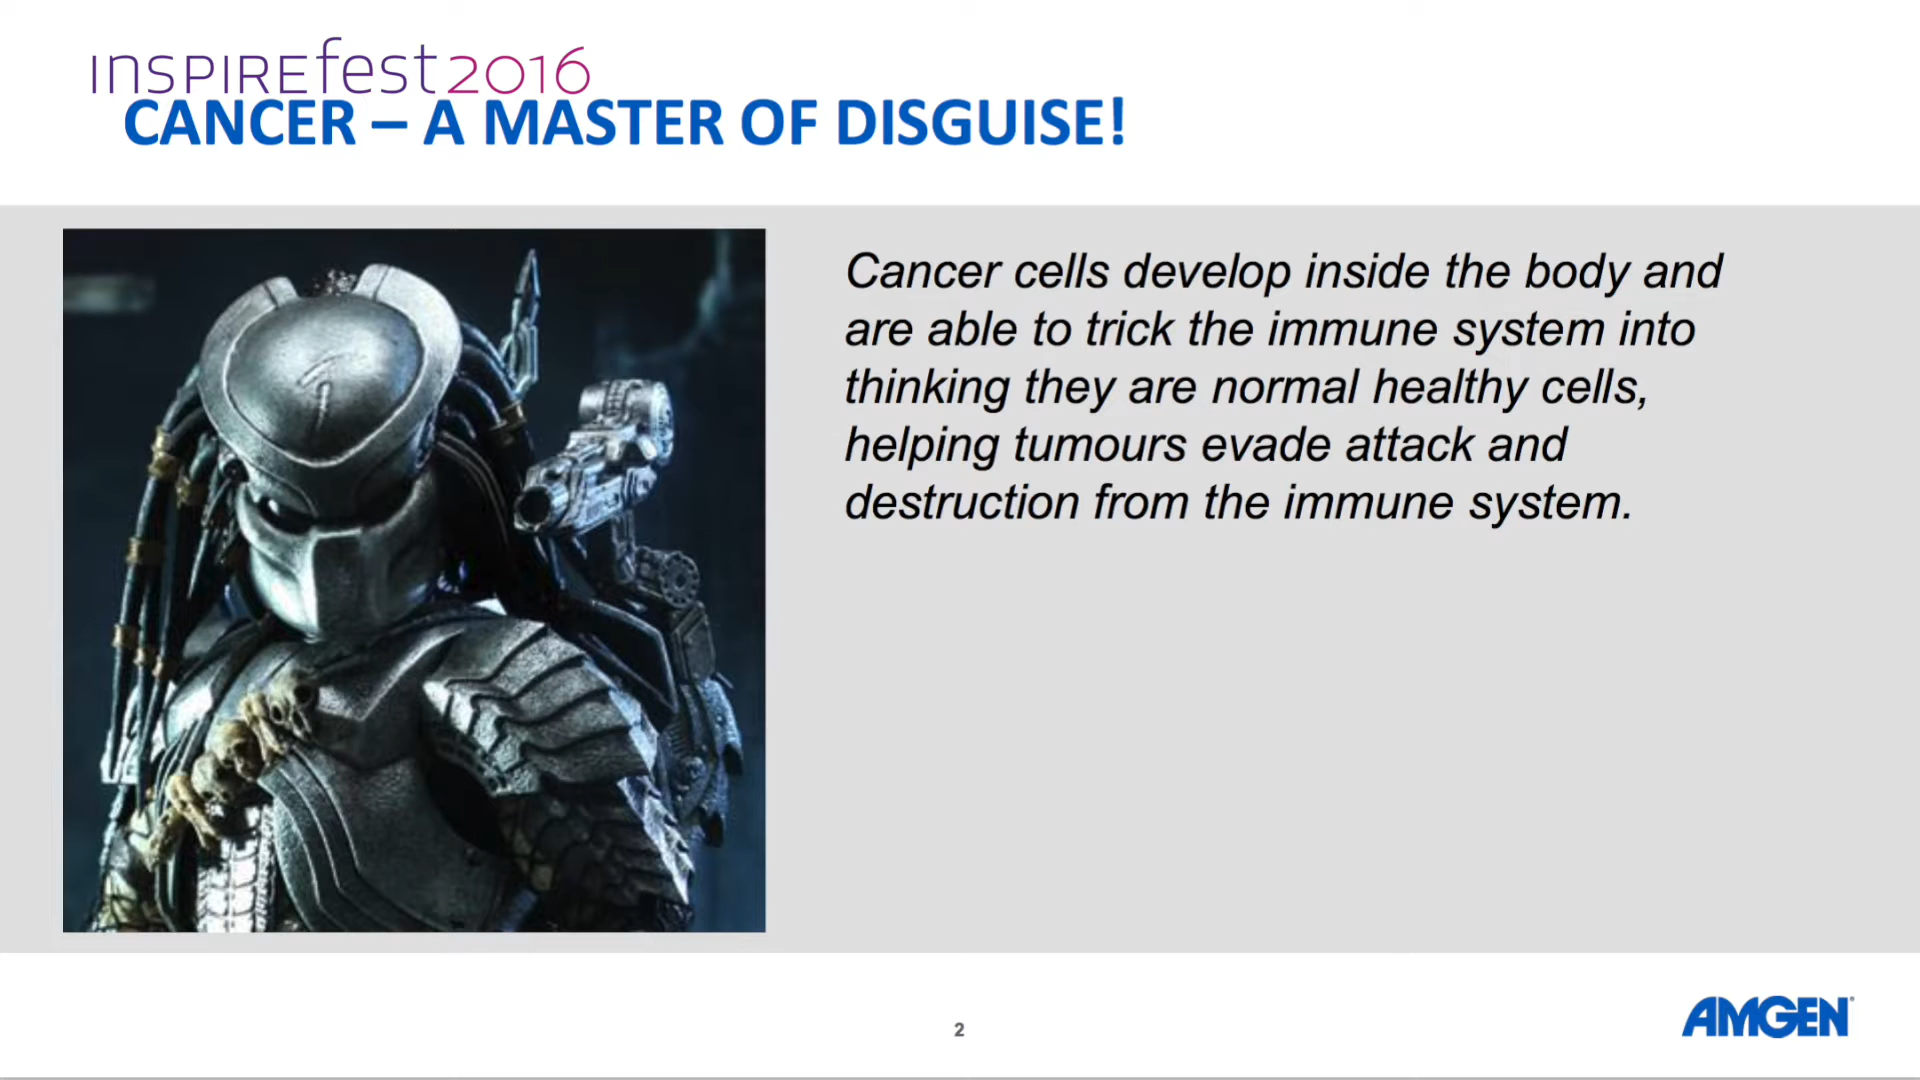 INSPIREfest2016
CANCER – A MASTER OF DISGUISE!
Cancer cells develop inside the body and
are able to trick the immune system into
thinking they are normal healthy cells,
helping tumours evade attack and
destruction from the immune system.
2
AMGEN®